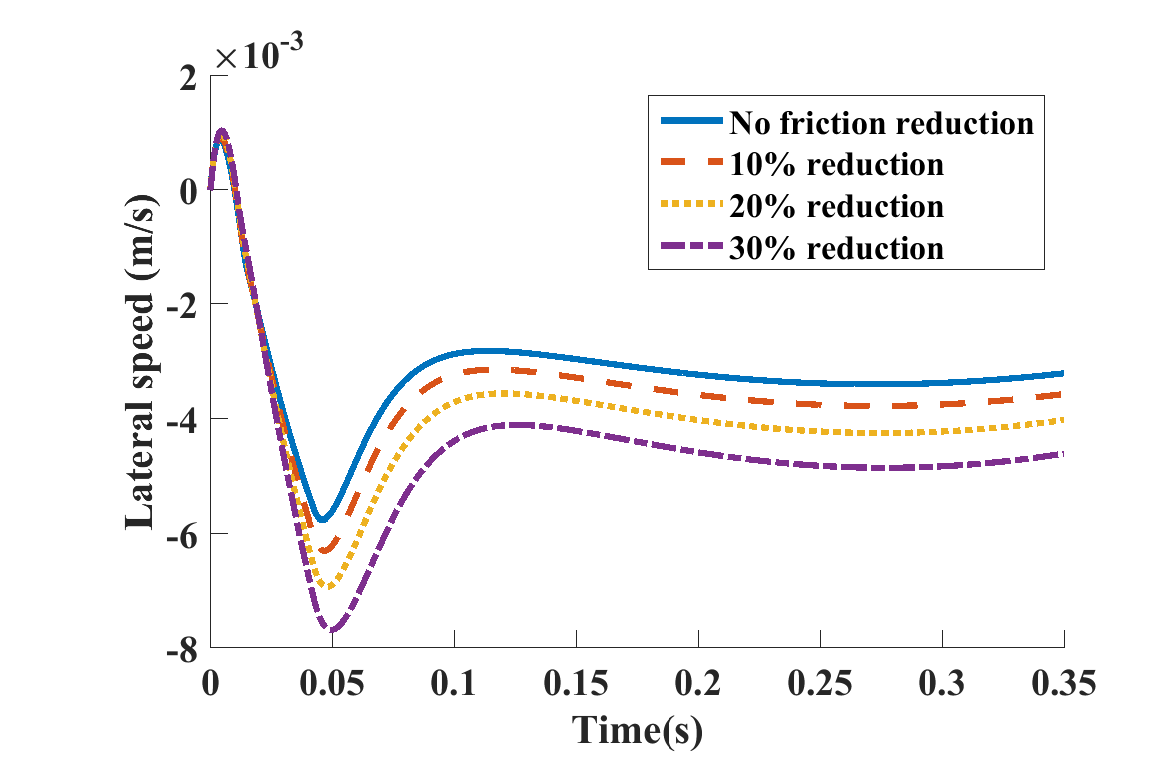 ×10-3
2
0
-2
-4
-6
-8
Lateral speed (m/s)
No friction reduction
10% reduction
20% reduction
30% reduction
0 0.05 0.1 0.15 0.2 0.25 0.3 0.35
Time(s)